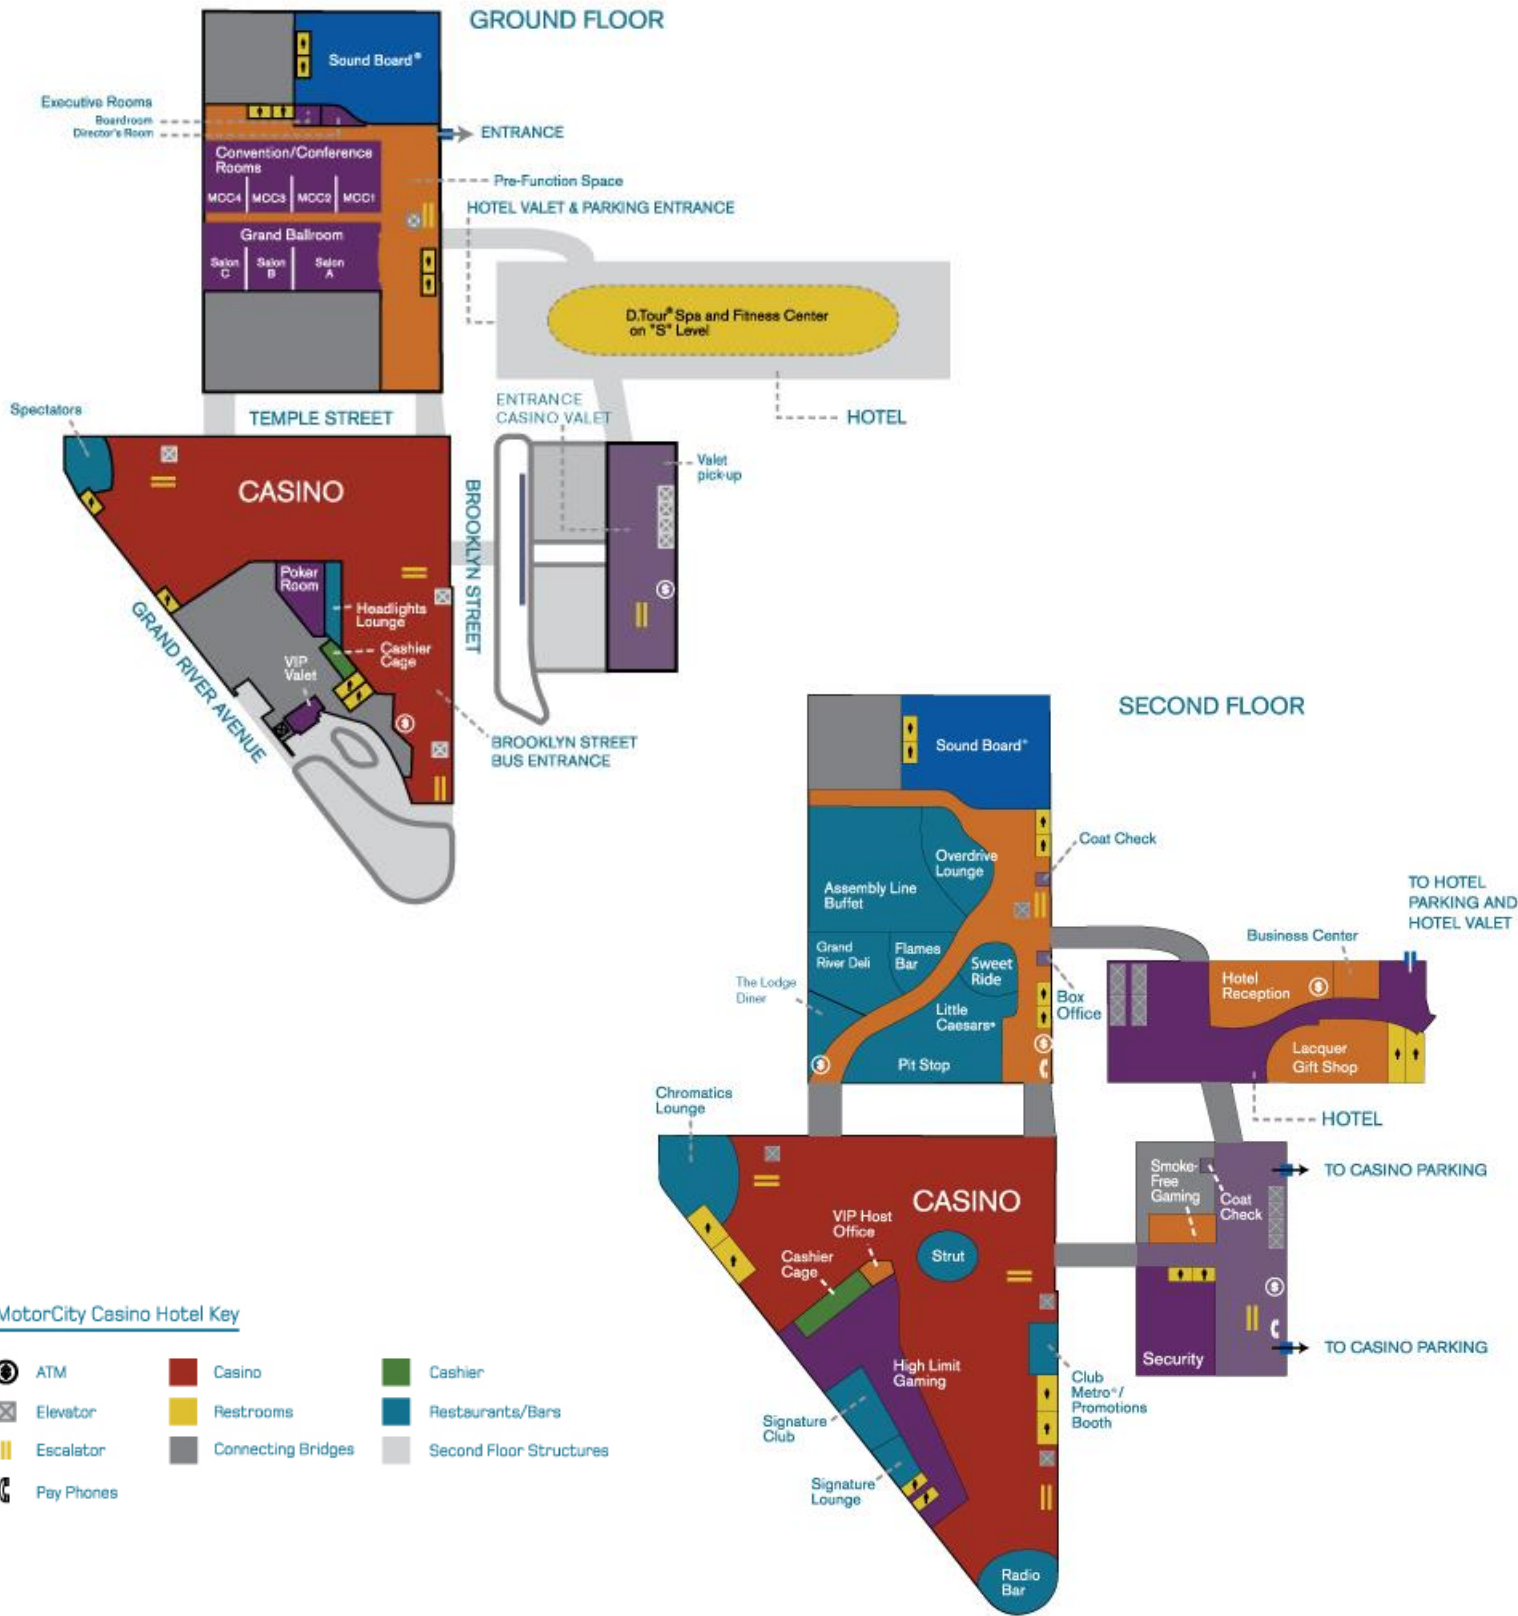 GROUND FLOOR
Sound Board®
Executive Rooms
Boardroom
Director's Room
ENTRANCE
Convention/Conference
Rooms
MCC4 MCC3 MCC2 MCC1
Pre-Function Space
HOTEL VALET & PARKING ENTRANCE
Grand Ballroom
Salon
C
Salon
B
Salon
A
D.Tour® Spa and Fitness Center
on "S" Level
ENTRANCE
CASINO VALET
HOTEL
Spectators
TEMPLE STREET
CASINO
BROOKLYN STREET
Valet
pick-up
Poker
Room
Headlights
Lounge
Cashier
Cage
VIP
Valet
GRAND RIVER AVENUE
BROOKLYN STREET
BUS ENTRANCE
SECOND FLOOR
Sound Board®
Coat Check
Overdrive
Lounge
Assembly Line
Buffet
TO HOTEL
PARKING AND
HOTEL VALET
Business Center
Grand
River Deli
Flames
Bar
Sweet
Ride
Hotel
Reception
The Lodge
Diner
Box
Office
Little
Caesars®
Pit Stop
Lacquer
Gift Shop
Chromatics
Lounge
HOTEL
Smoke-
Free
Gaming
Coat
Check
TO CASINO PARKING
CASINO
VIP Host
Office
Strut
Cashier
Cage
High Limit
Gaming
Security
TO CASINO PARKING
Club
Metro®/
Promotions
Booth
Signature
Club
Signature
Lounge
Radio
Bar
MotorCity Casino Hotel Key
ATM
Casino
Cashier
Elevator
Restrooms
Restaurants/Bars
Escalator
Connecting Bridges
Second Floor Structures
Pay Phones